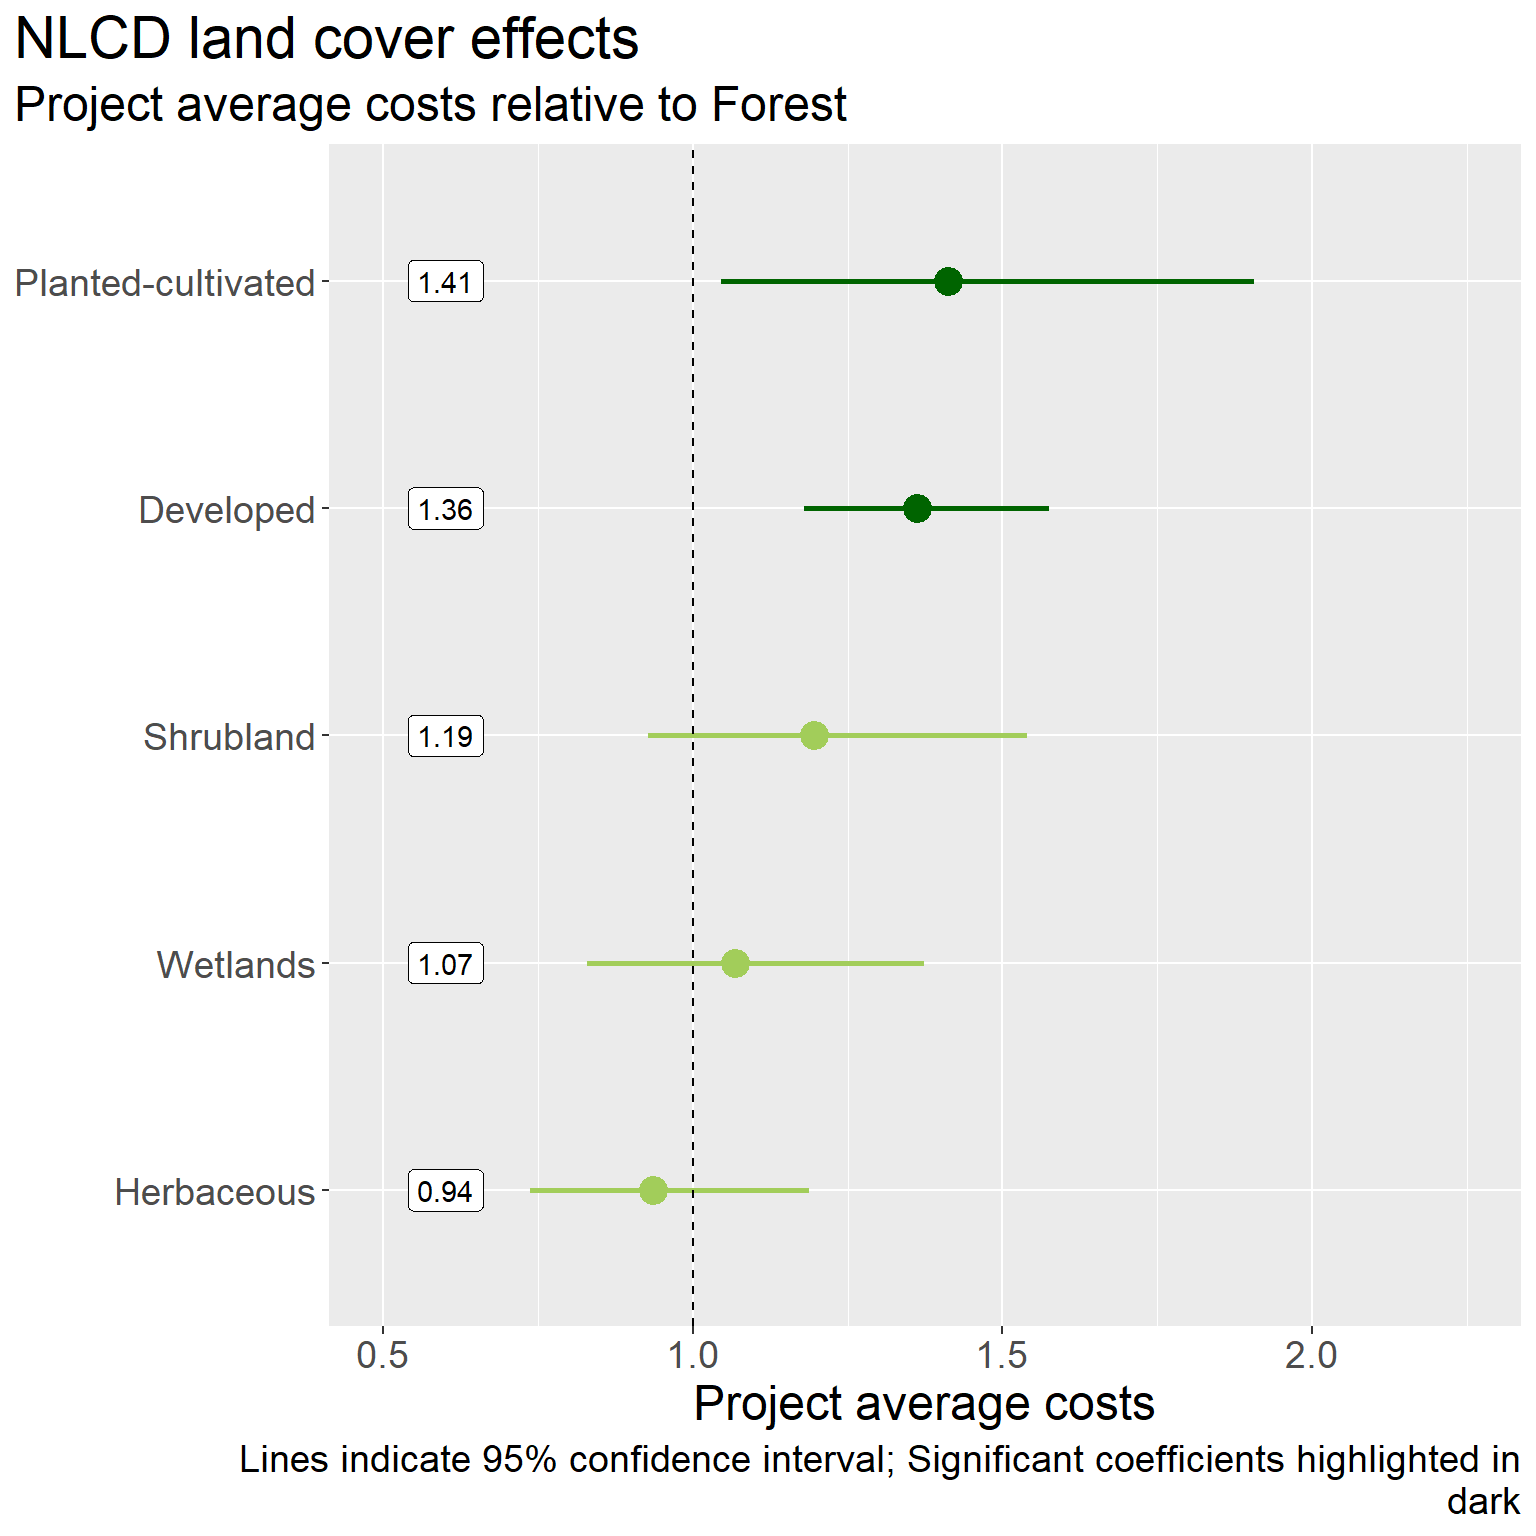 NLCD land cover effects
Project average costs relative to Forest
Planted-cultivated 1.41
Developed 1.36
Shrubland 1.19
Wetlands 1.07
Herbaceous 0.94
0.5 1.0 1.5 2.0
Project average costs
Lines indicate 95% confidence interval; Significant coefficients highlighted in
dark